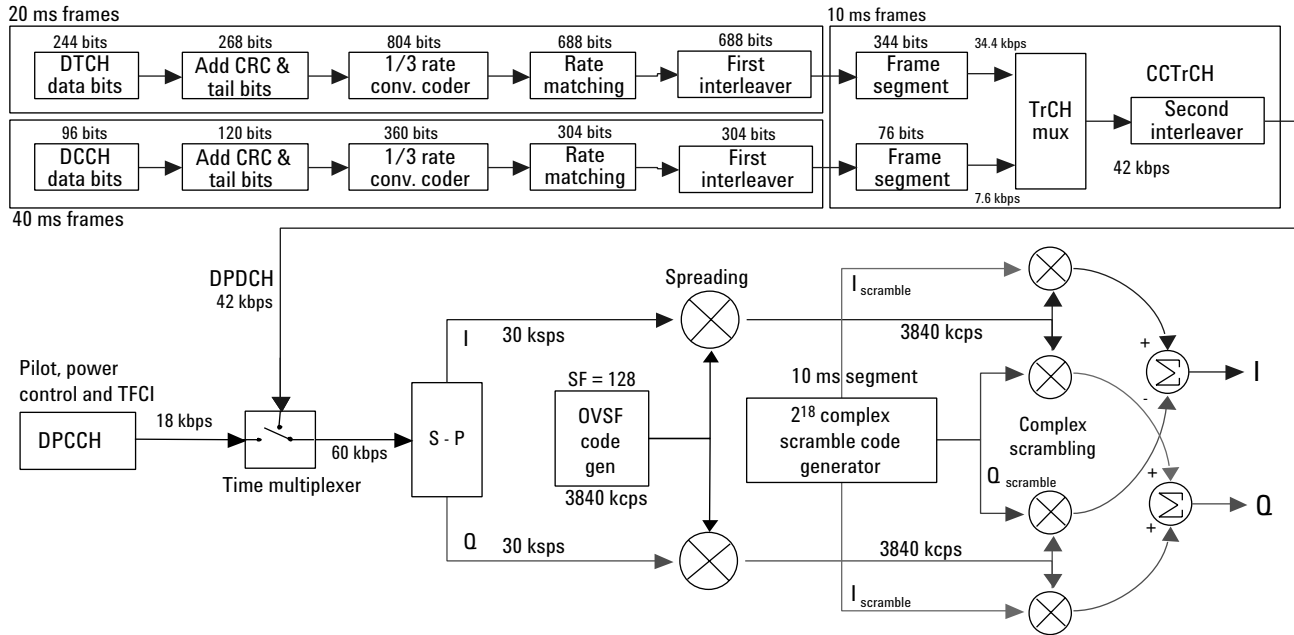 20 ms frames
10 ms frames
244 bits
268 bits
804 bits
688 bits
688 bits
344 bits
34.4 kbps
DTCH
data bits
Add CRC &
tail bits
1/3 rate
conv. coder
Rate
matching
First
interleaver
Frame
segment
TrCH
mux
CCTrCH
Second
interleaver
96 bits
120 bits
360 bits
304 bits
304 bits
76 bits
DCCH
data bits
Add CRC &
tail bits
1/3 rate
conv. coder
Rate
matching
First
interleaver
Frame
segment
42 kbps
7.6 kbps
40 ms frames
DPDCH
42 kbps
Spreading
I scramble
I
30 ksps
3840 kcps
+
Pilot, power
control and TFCI
SF = 128
10 ms segment
Σ
I
-
DPCCH
18 kbps
60 kbps
S - P
OVSF
code
gen
2^18 complex
scramble code
generator
Complex
scrambling
Time multiplexer
3840 kcps
Q scramble
+
Σ
Q
+
Q
30 ksps
3840 kcps
I scramble